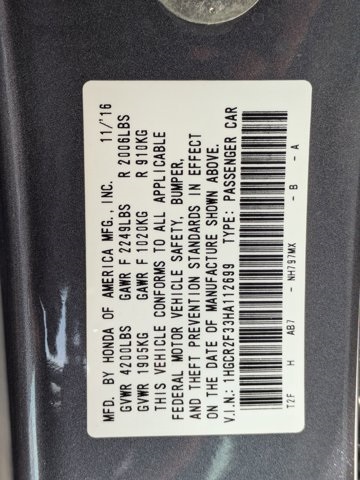 MFD. BY HONDA OF AMERICA MFG., INC. 11/'16
GVWR 4200LBS GAWR F 2249LBS R 2006LBS
GVWR 1905KG GAWR F 1020KG R 910KG
THIS VEHICLE CONFORMS TO ALL APPLICABLE
FEDERAL MOTOR VEHICLE SAFETY, BUMPER,
AND THEFT PREVENTION STANDARDS IN EFFECT
ON THE DATE OF MANUFACTURE SHOWN ABOVE.
V.I.N.: 1HGCR2F33HA112699 TYPE: PASSENGER CAR
T2F H AB7 - NH797MX - B - A